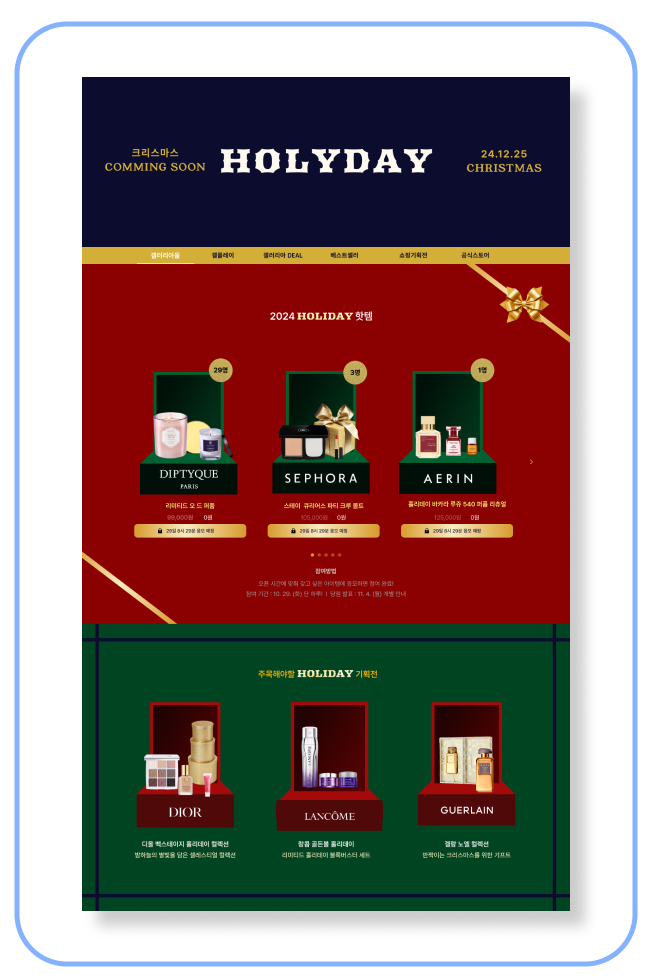 크리스마스
COMMING SOON
HOLYDAY
24.12.25
CHRISTMAS
갤러리아몰 젤플레이 갤러리아 DEAL 베스트셀러 쇼핑기획전 공식스토어
2024 HOLIDAY 핫템
29명
3명
1명
DIPTYQUE
PARIS
SEPHORA
AERIN
리미티드 오 드 퍼퓸
스테이 큐리어스 파티 크루 몰드
홀리데이 바카라 루쥬 540 퍼퓸 리츄얼
99,000원 0원
105,000원 0원
125,000원 0원
29일 8시 29분 응모 예정
29일 8시 29분 응모 예정
29일 8시 29분 응모 예정
참여방법
오픈 시간에 맞춰 갖고 싶은 아이템에 응모하면 참여 완료!
참여 기간 : 10. 29. (화) 단 하루! | 당첨 발표 : 11. 4. (월) 개별 안내
주목해야할 HOLIDAY 기획전
DIOR
LANCÔME
GUERLAIN
디올 백스테이지 홀리데이 컬렉션
밤하늘의 별빛을 담은 셀레스티얼 컬렉션
랑콤 골든볼 홀리데이
리미티드 홀리데이 블록버스터 세트
겔랑 노엘 컬렉션
반짝이는 크리스마스를 위한 기프트